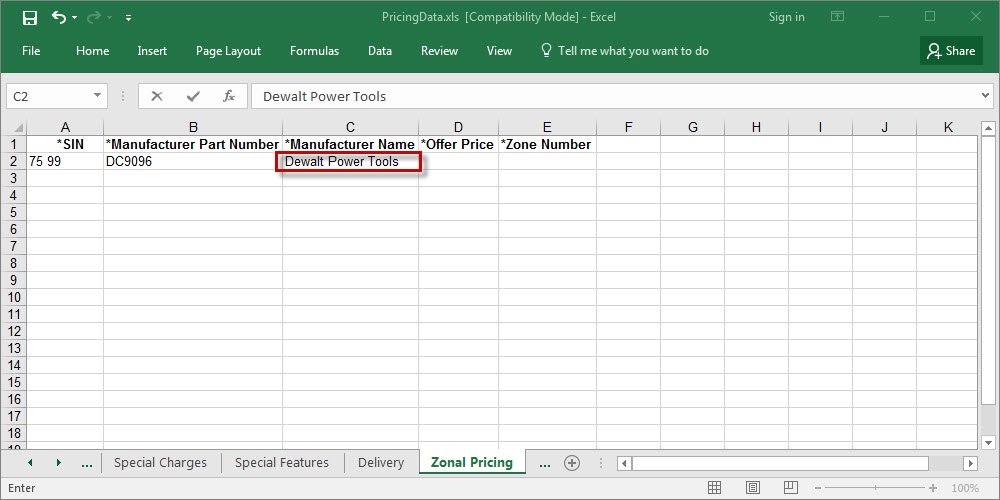 PricingData.xls [Compatibility Mode] - Excel Sign in
File Home Insert Page Layout Formulas Data Review View Tell me what you want to do Share
C2 fx Dewalt Power Tools
A B C D E F G H I J K
1 *SIN *Manufacturer Part Number *Manufacturer Name *Offer Price *Zone Number
2 75 99 DC9096 Dewalt Power Tools
3
4
5
6
7
8
9
10
11
12
13
14
15
16
17
18
19
... Special Charges Special Features Delivery Zonal Pricing ...
Enter 100%